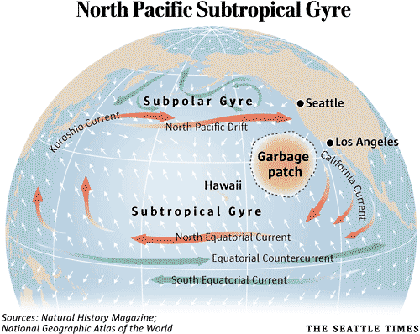 North Pacific Subtropical Gyre
Subpolar Gyre
Seattle
Kuroshio Current
North Pacific Drift
Los Angeles
Garbage
patch
California Current
Hawaii
Subtropical Gyre
North Equatorial Current
Equatorial Countercurrent
South Equatorial Current
Sources: Natural History Magazine;
National Geographic Atlas of the World
THE SEATTLE TIMES